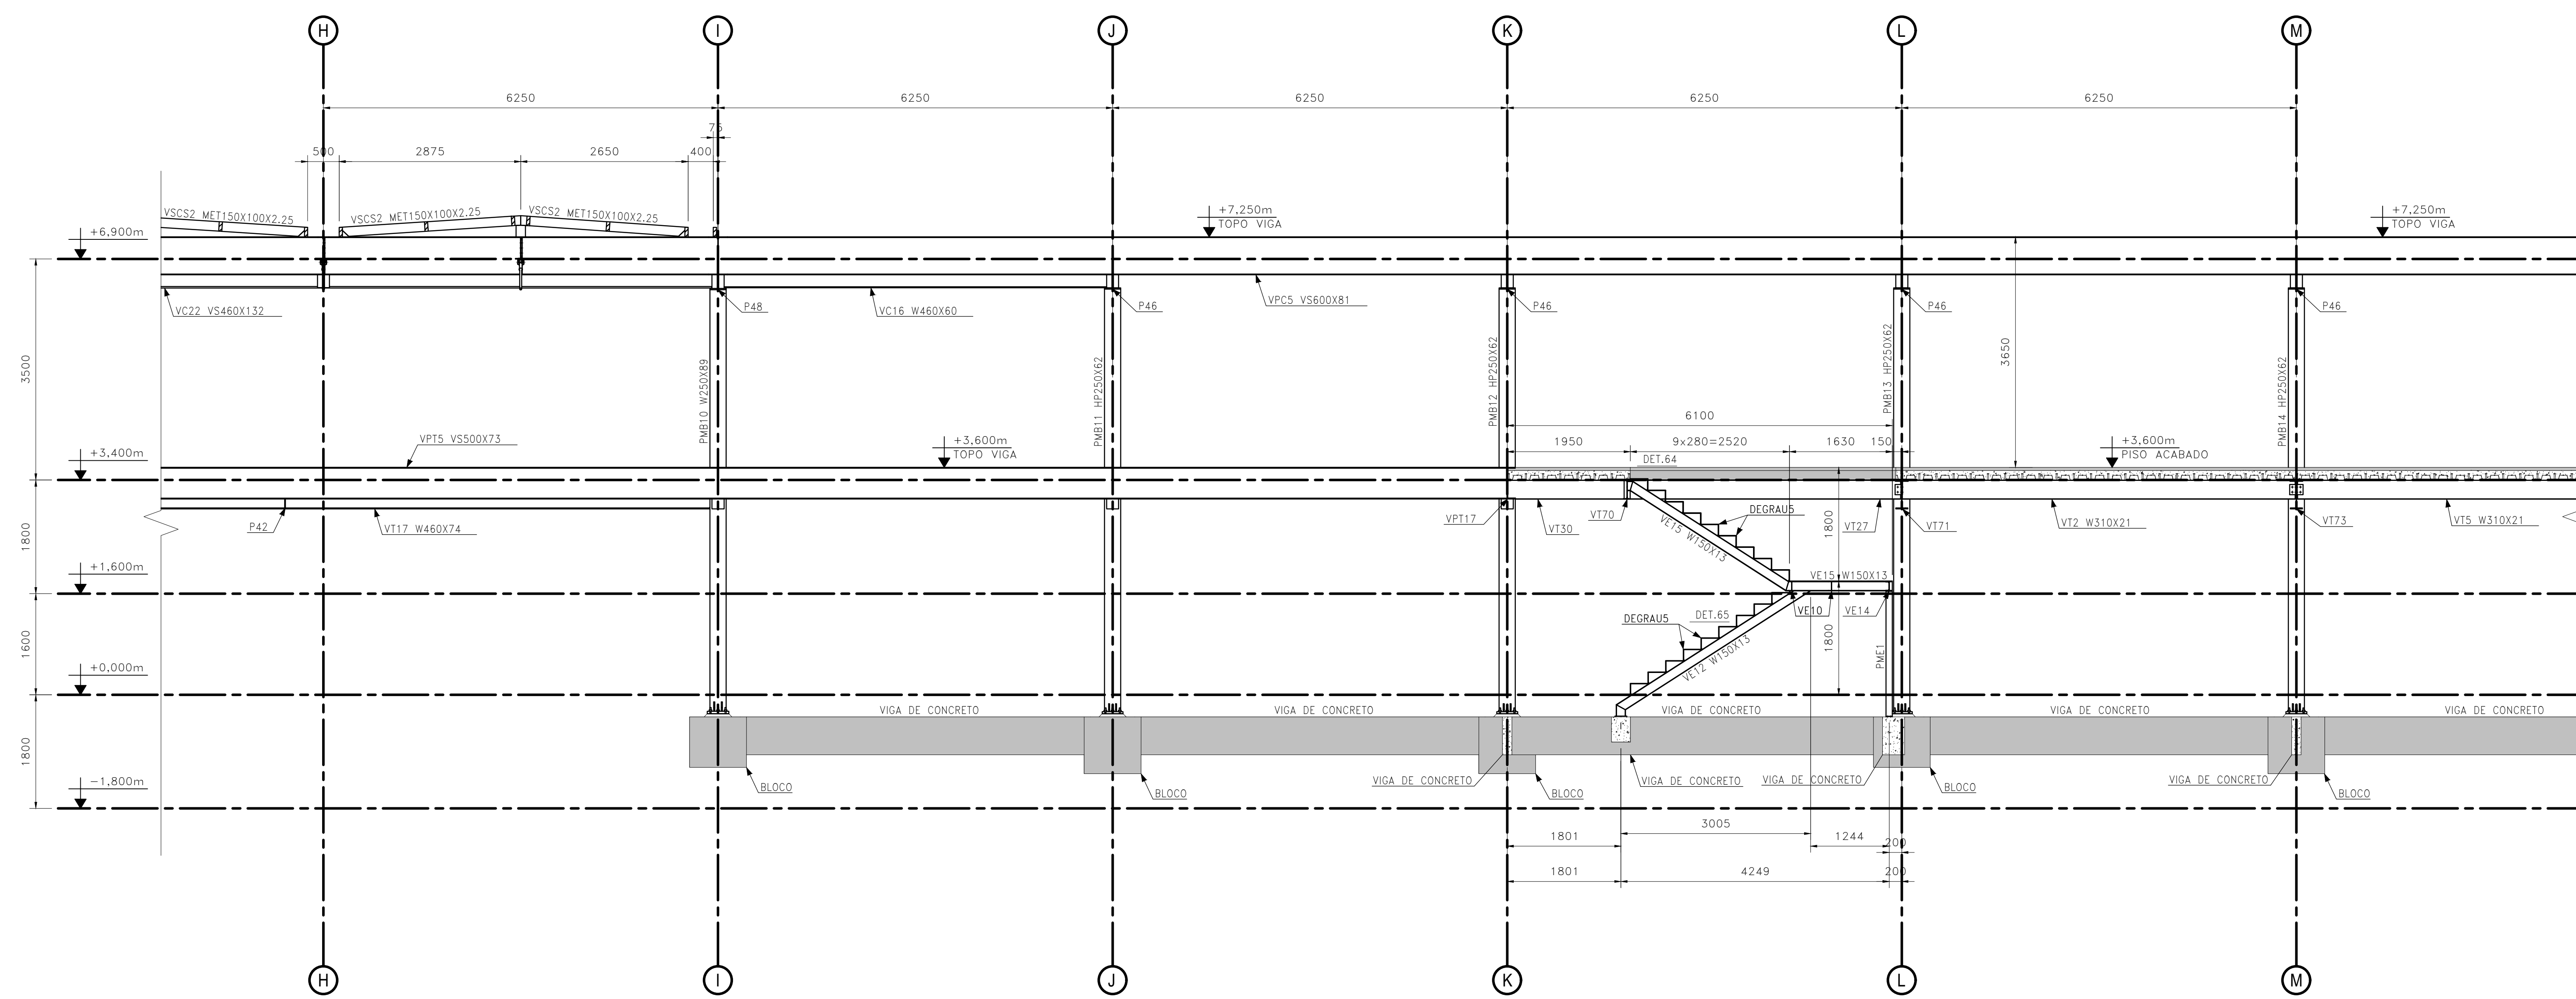 H I J K L M
6250 6250 6250 6250 6250
75
500 2875 2650 400
VSCS2 MET150X100X2.25 VSCS2 MET150X100X2.25 VSCS2 MET150X100X2.25
+7,250m
TOPO VIGA
+7,250m
TOPO VIGA
+6,900m
VC22 VS460X132
P48
VC16 W460X60
P46
VPC5 VS600X81
P46
P46
P46
3500
PMB10 W250X89
PMB11 HP250X62
PMB12 HP250X62
PMB13 HP250X62
PMB14 HP250X62
3650
6100
1950 9x280=2520 1630 150
VPT5 VS500X73
+3,600m
TOPO VIGA
+3,600m
PISO ACABADO
DET.64
+3,400m
P42
VT17 W460X74
VPT17
VT30
VT70
DEGRAU5
VE15 W150X13
1800
VT27
VT71
VT2 W310X21
VT73
VT5 W310X21
1800
+1,600m
VE15 W150X13
VE10
VE14
DEGRAU5
DET.65
VE12 W150X13
1800
PME1
1600
+0,000m
VIGA DE CONCRETO
VIGA DE CONCRETO
VIGA DE CONCRETO
VIGA DE CONCRETO
VIGA DE CONCRETO
1800
-1,800m
BLOCO
BLOCO
VIGA DE CONCRETO
BLOCO
VIGA DE CONCRETO
VIGA DE CONCRETO
BLOCO
VIGA DE CONCRETO
BLOCO
3005
1801 1244 200
1801 4249 200
H I J K L M